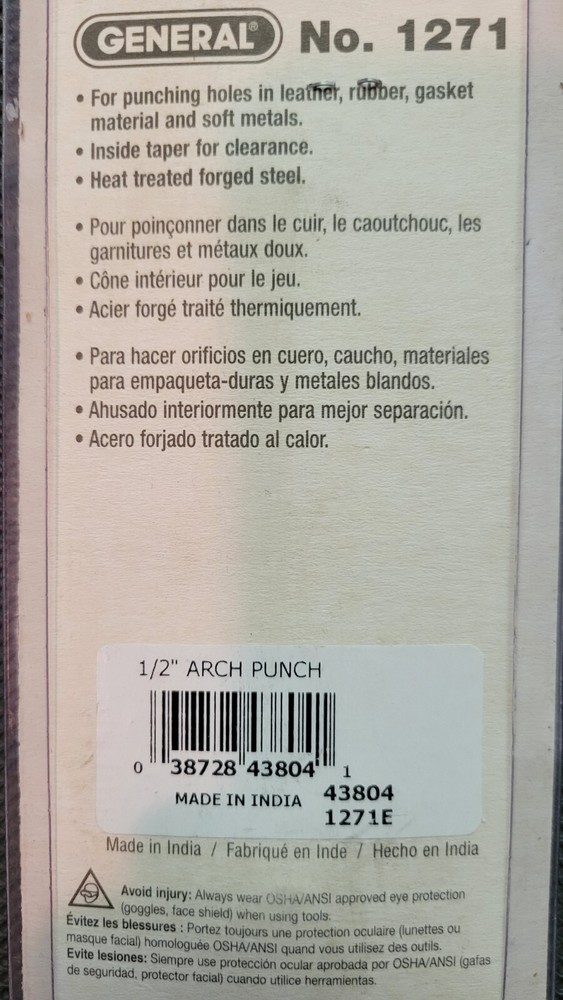 GENERAL® No. 1271
• For punching holes in leather, rubber, gasket
material and soft metals.
• Inside taper for clearance.
• Heat treated forged steel.
• Pour poinçonner dans le cuir, le caoutchouc, les
garnitures et métaux doux.
• Cône intérieur pour le jeu.
• Acier forgé traité thermiquement.
• Para hacer orificios en cuero, caucho, materiales
para empaqueta-duras y metales blandos.
• Ahusado interiormente para mejor separación.
• Acero forjado tratado al calor.
1/2" ARCH PUNCH
0 38728 43804 1
MADE IN INDIA 43804
1271E
Made in India / Fabriqué en Inde / Hecho en India
Avoid injury: Always wear OSHA/ANSI approved eye protection
(goggles, face shield) when using tools.
Évitez les blessures : Portez toujours une protection oculaire (lunettes ou
masque facial) homologuée OSHA/ANSI quand vous utilisez des outils.
Evite lesiones: Siempre use protección ocular aprobada por OSHA/ANSI (gafas
de seguridad, protector facial) cuando utilice herramientas.